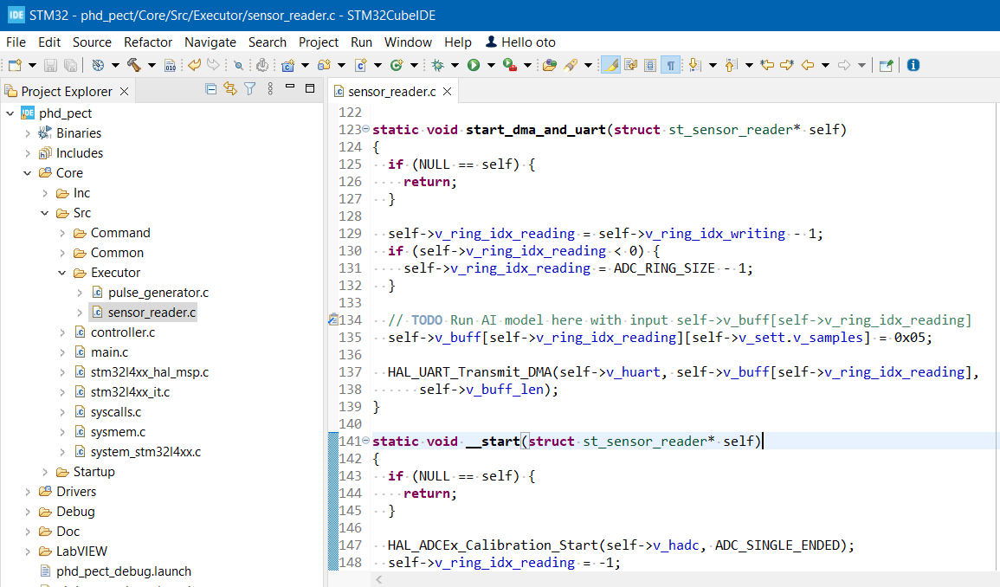 IDE STM32 - phd_pect/Core/Src/Executor/sensor_reader.c - STM32CubeIDE
File Edit Source Refactor Navigate Search Project Run Window Help Hello oto
Project Explorer
phd_pect
Binaries
Includes
Core
Inc
Src
Command
Common
Executor
pulse_generator.c
sensor_reader.c
controller.c
main.c
stm32l4xx_hal_msp.c
stm32l4xx_it.c
syscalls.c
sysmem.c
system_stm32l4xx.c
Startup
Drivers
Debug
Doc
LabVIEW
phd_pect_debug.launch
sensor_reader.c
122
123 static void start_dma_and_uart(struct st_sensor_reader* self)
124 {
125   if (NULL == self) {
126     return;
127   }
128
129   self->v_ring_idx_reading = self->v_ring_idx_writing - 1;
130   if (self->v_ring_idx_reading < 0) {
131     self->v_ring_idx_reading = ADC_RING_SIZE - 1;
132   }
133
134   // TODO Run AI model here with input self->v_buff[self->v_ring_idx_reading]
135   self->v_buff[self->v_ring_idx_reading][self->v_sett.v_samples] = 0x05;
136
137   HAL_UART_Transmit_DMA(self->v_huart, self->v_buff[self->v_ring_idx_reading],
138       self->v_buff_len);
139 }
140
141 static void __start(struct st_sensor_reader* self)
142 {
143   if (NULL == self) {
144     return;
145   }
146
147   HAL_ADCEx_Calibration_Start(self->v_hadc, ADC_SINGLE_ENDED);
148   self->v_ring_idx_reading = -1;